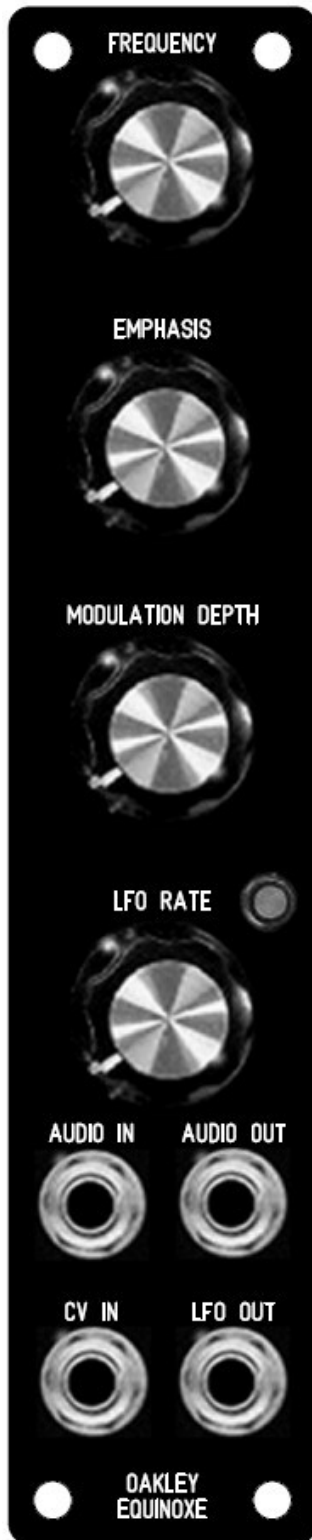 FREQUENCY
EMPHASIS
MODULATION DEPTH
LFO RATE
AUDIO IN AUDIO OUT
CV IN LFO OUT
OAKLEY
EQUINOXE